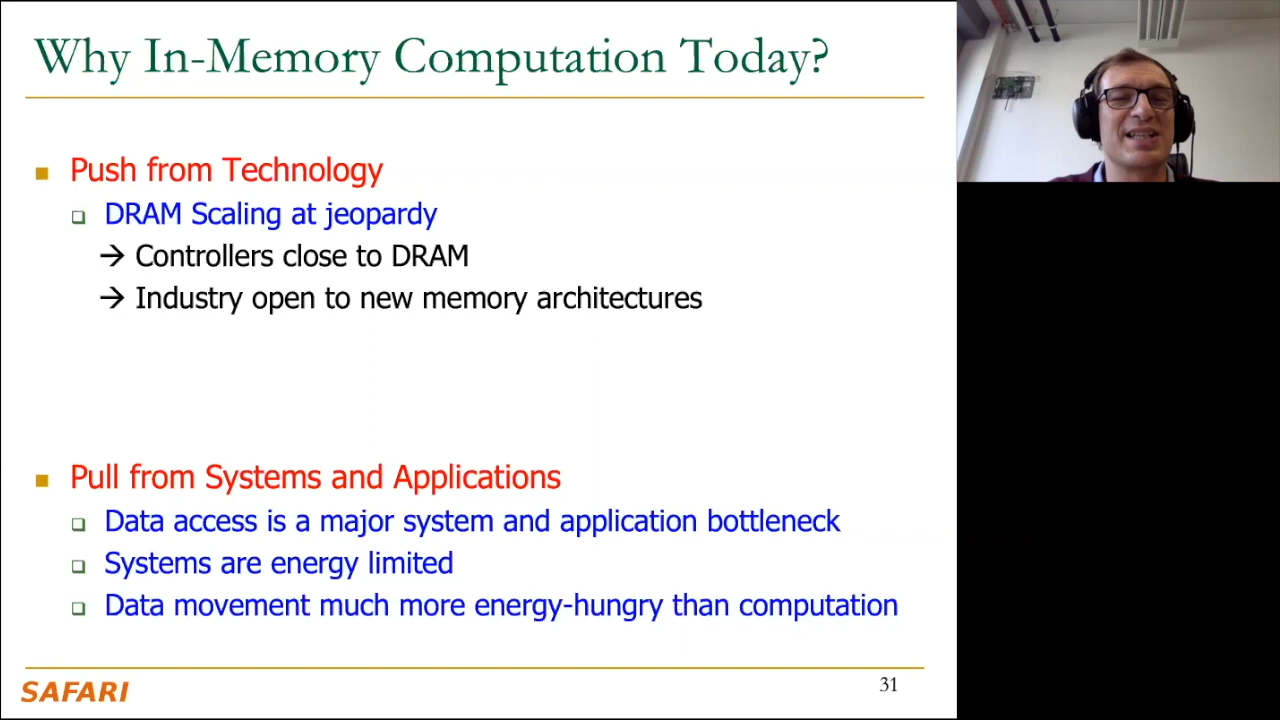 Why In-Memory Computation Today?
Push from Technology
DRAM Scaling at jeopardy
→ Controllers close to DRAM
→ Industry open to new memory architectures
Pull from Systems and Applications
Data access is a major system and application bottleneck
Systems are energy limited
Data movement much more energy-hungry than computation
SAFARI
31